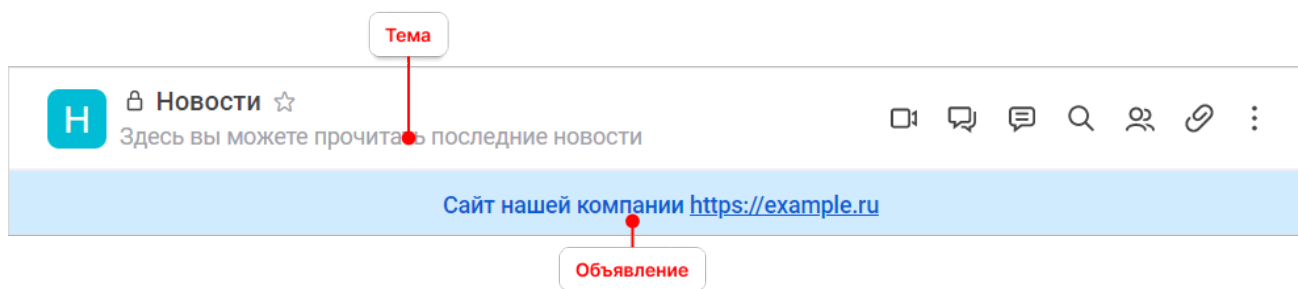 Тема
Н
Новости
Здесь вы можете прочитать последние новости
Сайт нашей компании https://example.ru
Объявление